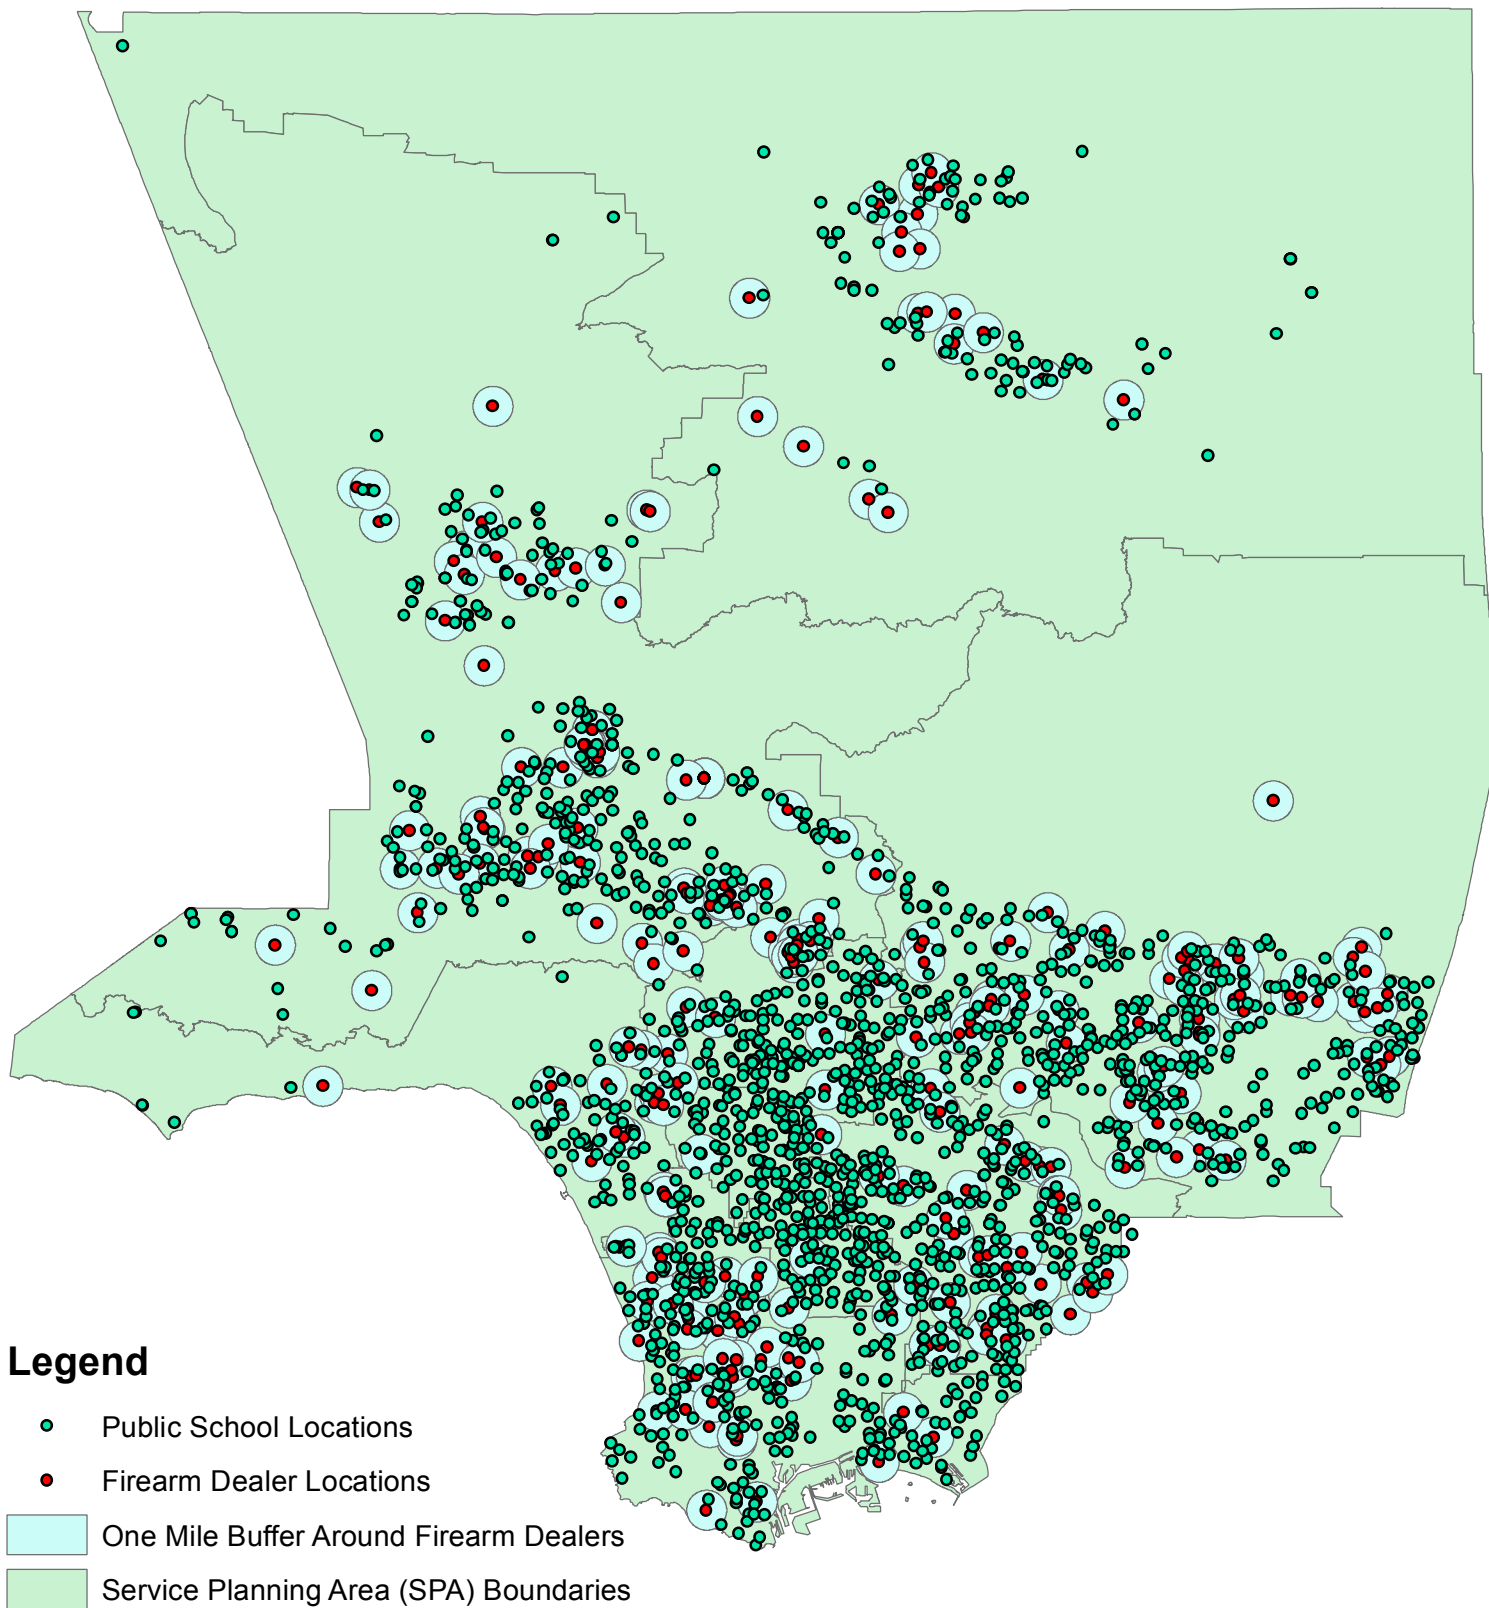 Legend
Public School Locations
Firearm Dealer Locations
One Mile Buffer Around Firearm Dealers
Service Planning Area (SPA) Boundaries